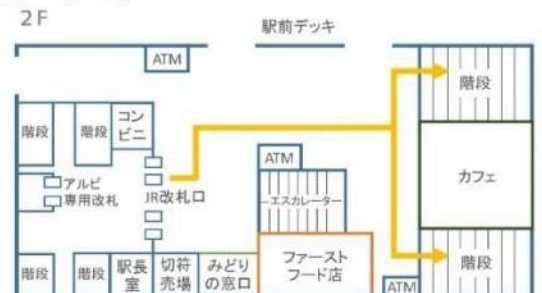 2F
駅前デッキ
ATM
階段
コン
ビニ
階段
階段
ATM
カフェ
アルビ
専用改札
JR改札口
エスカレーター
階段
階段
駅長
室
切符
売場
みどり
の窓口
ファースト
フード店
階段
ATM